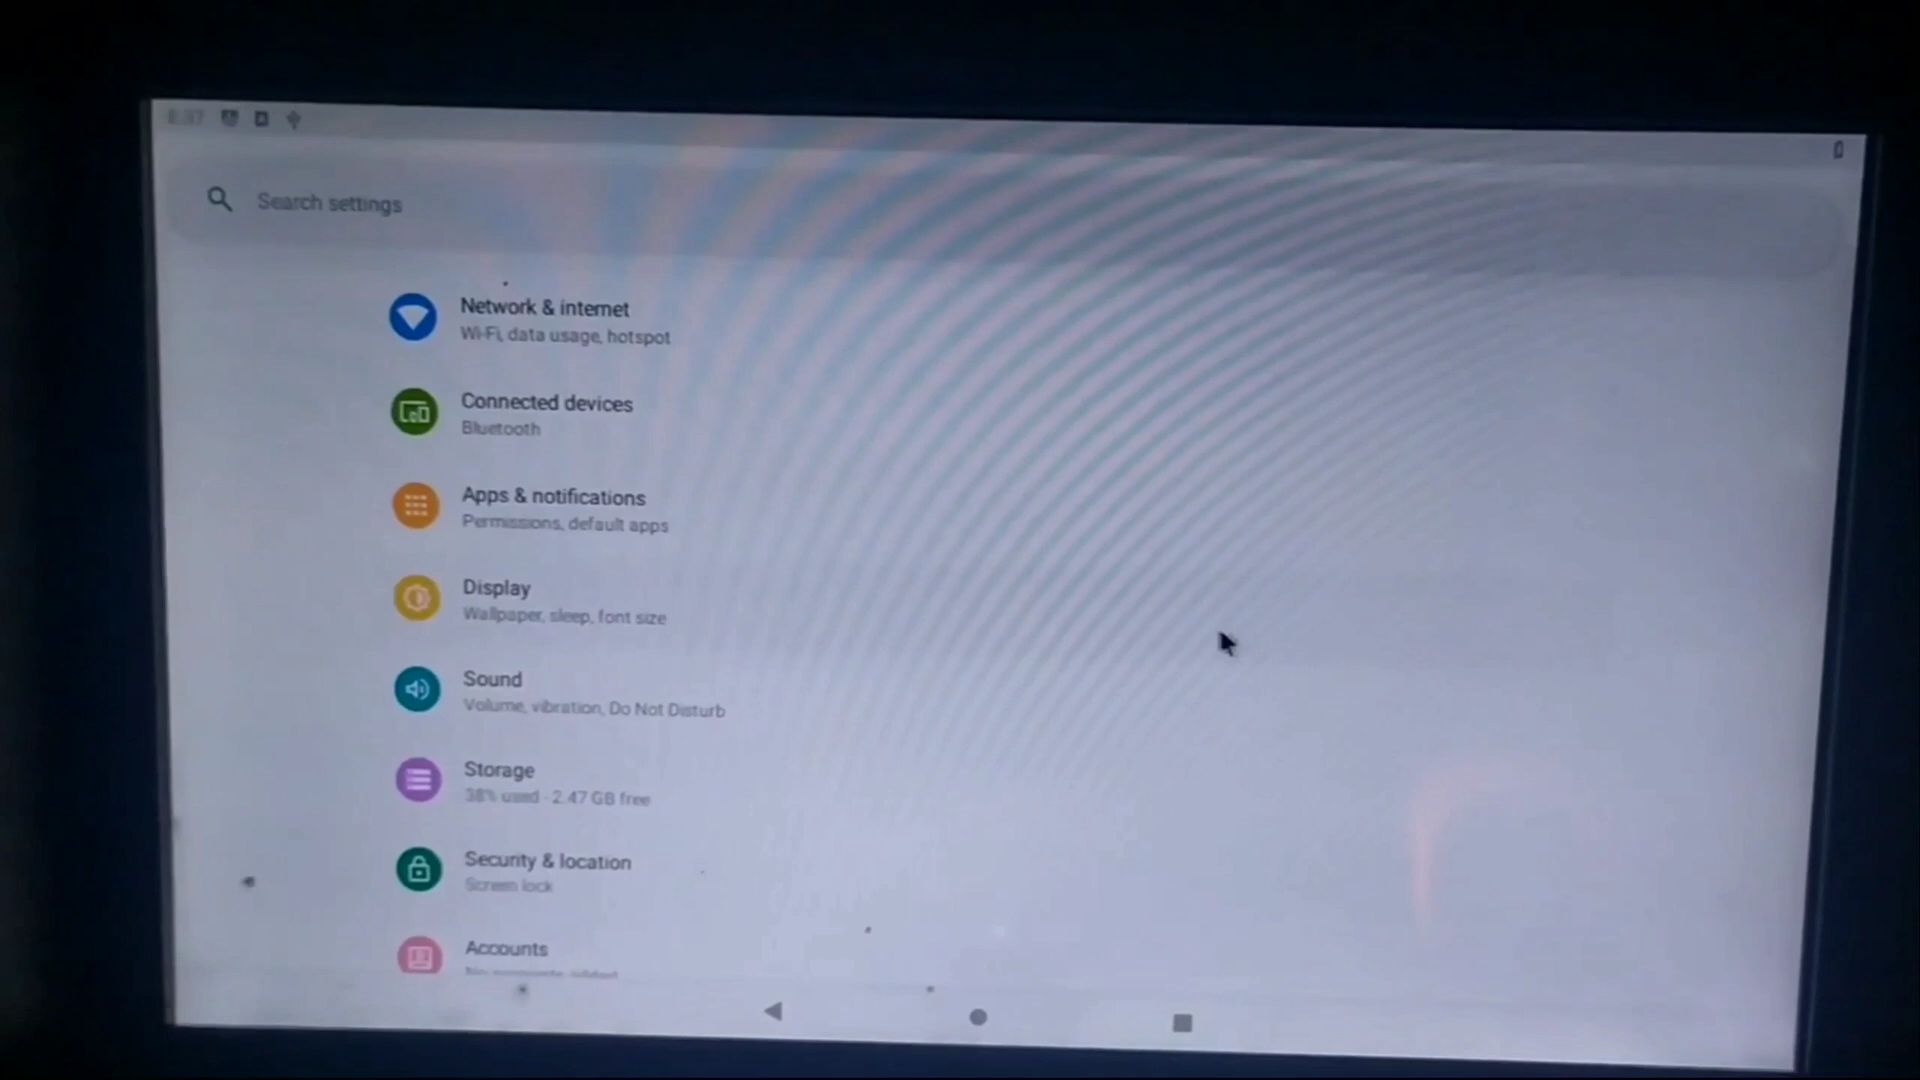 Search settings
Network & internet
Wi-Fi, data usage, hotspot
Connected devices
Bluetooth
Apps & notifications
Permissions, default apps
Display
Wallpaper, sleep, font size
Sound
Volume, vibration, Do Not Disturb
Storage
38% used - 2.47 GB free
Security & location
Screen lock
Accounts